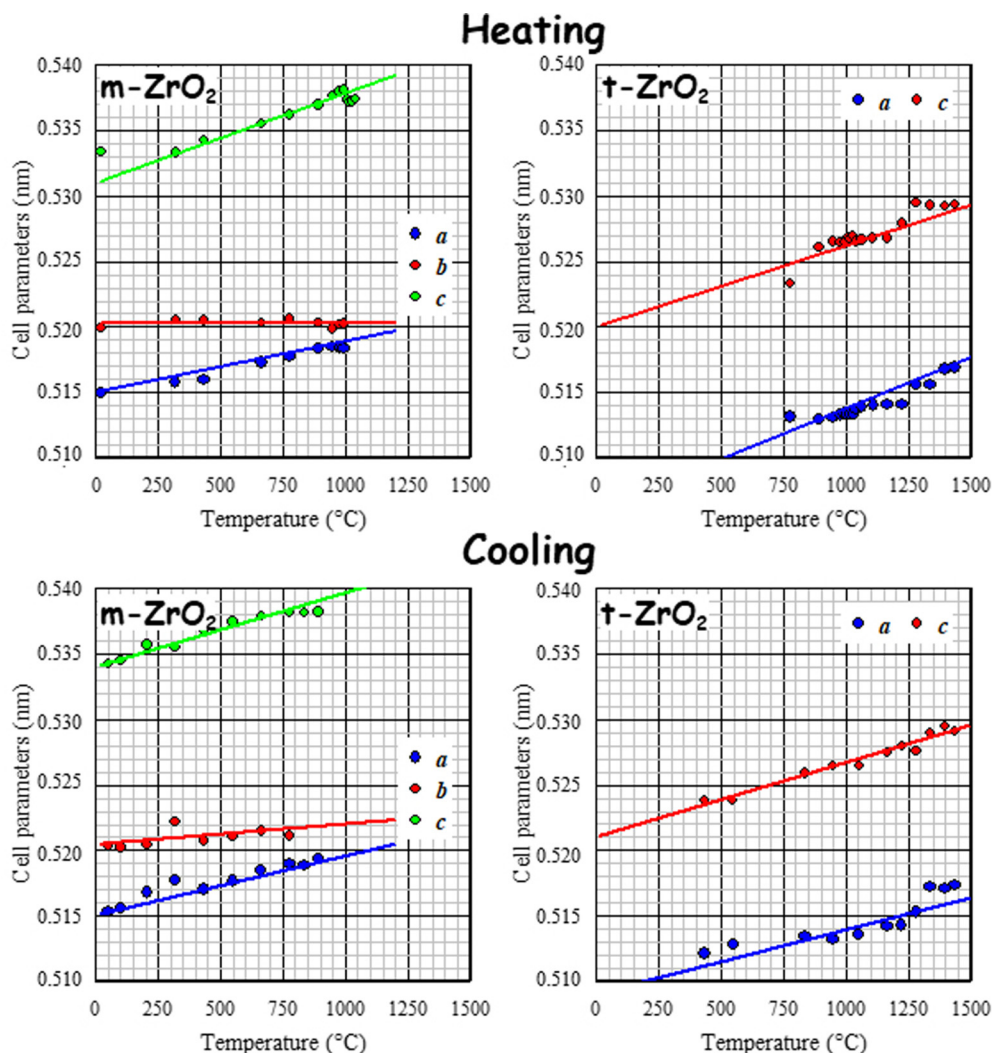 Heating
m-ZrO₂
t-ZrO₂
Cell parameters (nm)
0.540
0.535
0.530
0.525
0.520
0.515
0.510
a
b
c
0 250 500 750 1000 1250 1500
Temperature (°C)
Cell parameters (nm)
0.540
0.535
0.530
0.525
0.520
0.515
0.510
a c
0 250 500 750 1000 1250 1500
Temperature (°C)
Cooling
m-ZrO₂
t-ZrO₂
Cell parameters (nm)
0.540
0.535
0.530
0.525
0.520
0.515
0.510
a
b
c
0 250 500 750 1000 1250 1500
Temperature (°C)
Cell parameters (nm)
0.540
0.535
0.530
0.525
0.520
0.515
0.510
a c
0 250 500 750 1000 1250 1500
Temperature (°C)